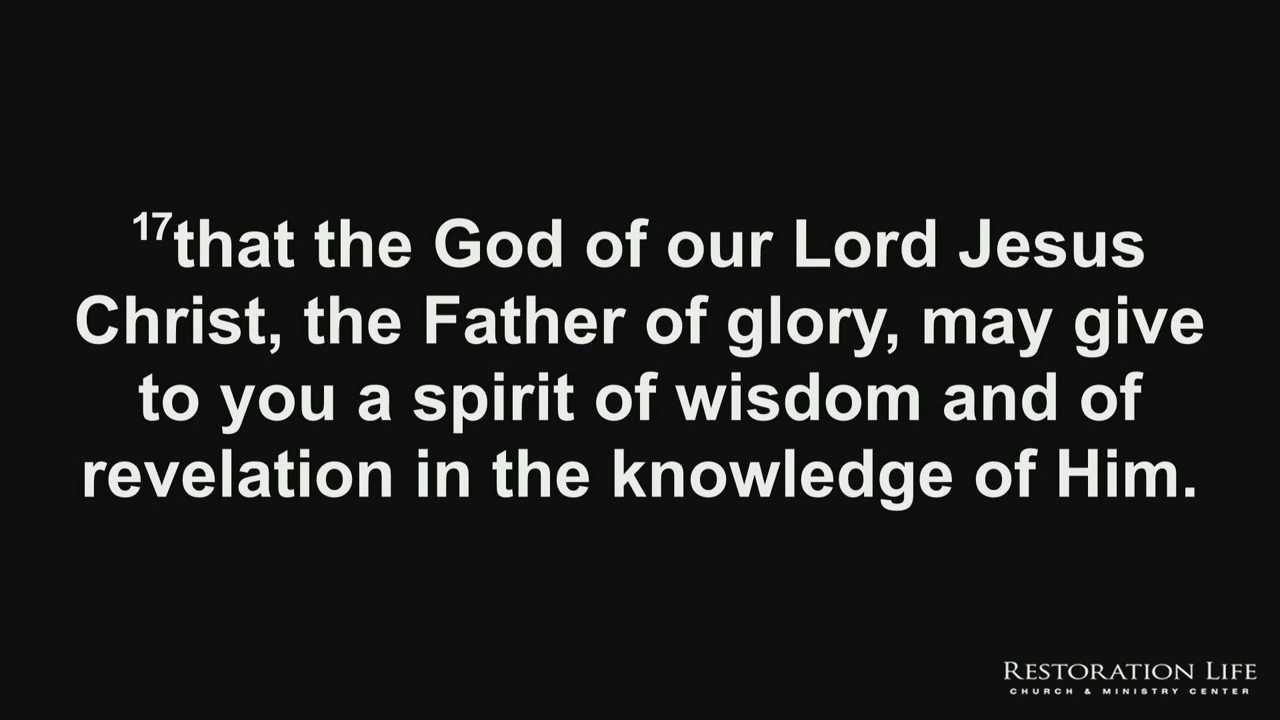 17that the God of our Lord Jesus
Christ, the Father of glory, may give
to you a spirit of wisdom and of
revelation in the knowledge of Him.
RESTORATION LIFE
CHURCH & MINISTRY CENTER